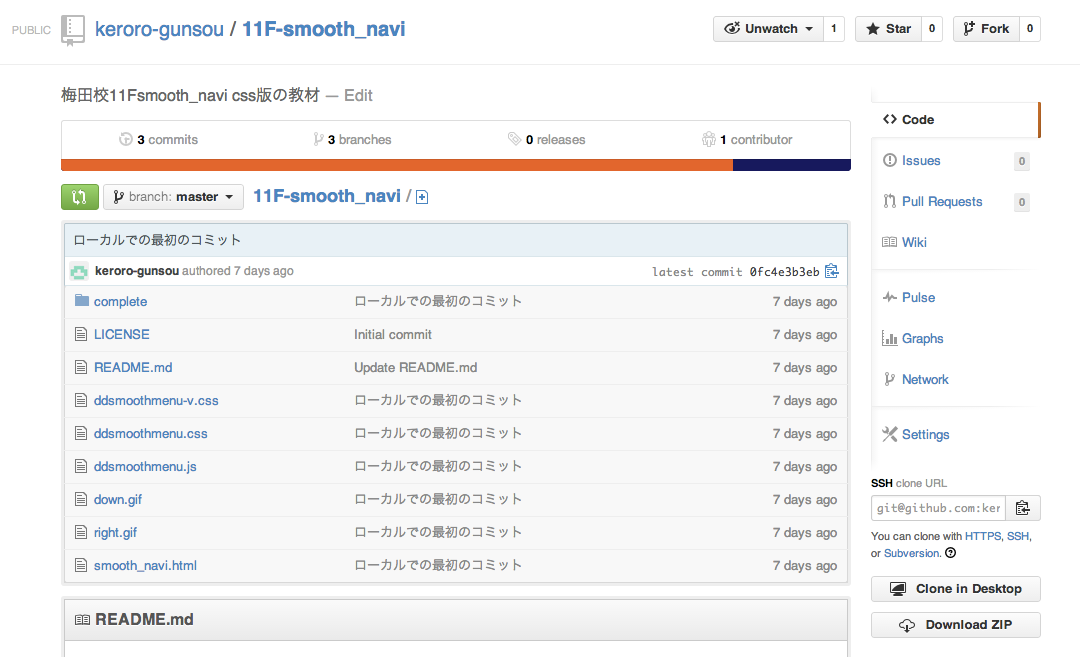 PUBLIC keroro-gunsou / 11F-smooth_navi
Unwatch 1 Star 0 Fork 0
梅田校11Fsmooth_navi css版の教材 — Edit
3 commits 3 branches 0 releases 1 contributor
branch: master 11F-smooth_navi /
ローカルでの最初のコミット
keroro-gunsou authored 7 days ago latest commit 0fc4e3b3eb
complete ローカルでの最初のコミット 7 days ago
LICENSE Initial commit 7 days ago
README.md Update README.md 7 days ago
ddsmoothmenu-v.css ローカルでの最初のコミット 7 days ago
ddsmoothmenu.css ローカルでの最初のコミット 7 days ago
ddsmoothmenu.js ローカルでの最初のコミット 7 days ago
down.gif ローカルでの最初のコミット 7 days ago
right.gif ローカルでの最初のコミット 7 days ago
smooth_navi.html ローカルでの最初のコミット 7 days ago
README.md
Code
Issues 0
Pull Requests 0
Wiki
Pulse
Graphs
Network
Settings
SSH clone URL
git@github.com:ker
You can clone with HTTPS, SSH,
or Subversion.
Clone in Desktop
Download ZIP